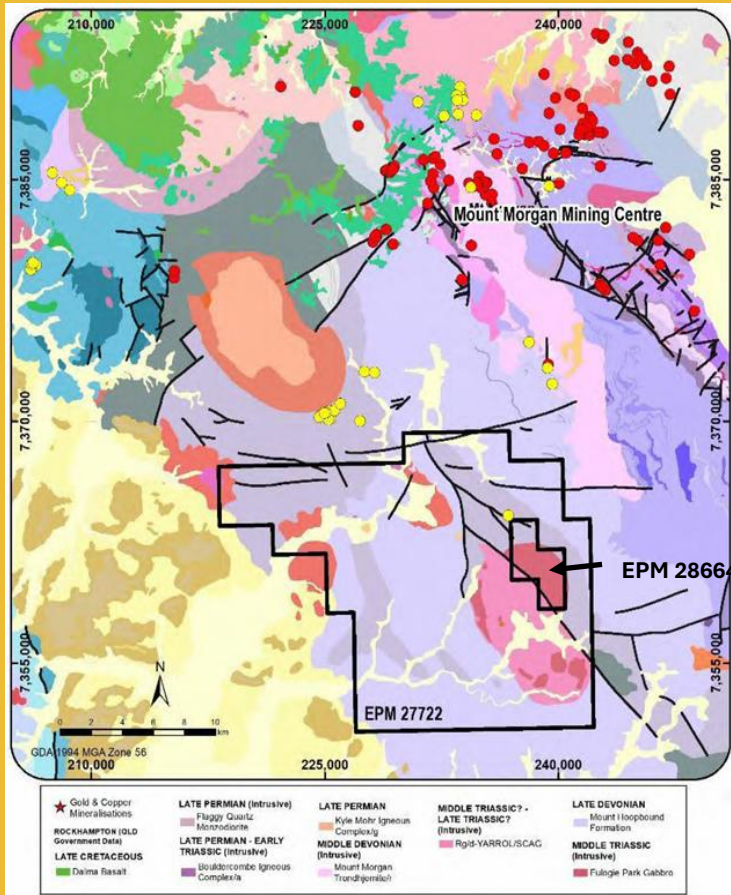 210,000 225,000 240,000
7,385,000 7,385,000
Mount Morgan Mining Centre
7,370,000 7,370,000
EPM 28664
7,355,000 7,355,000
N
EPM 27722
0 2 4 6 8 10
km
GDA 1994 MGA Zone 56
210,000 225,000 240,000
Gold & Copper
Mineralisations
ROCKHAMPTON (QLD
Government Data)
LATE CRETACEOUS
Dalma Basalt
LATE PERMIAN (Intrusive)
Flaggy Quartz
Monzodiorite
LATE PERMIAN - EARLY
TRIASSIC (Intrusive)
Bouldercombe Igneous
Complex/a
LATE PERMIAN
Kyle Mohr Igneous
Complex/g
MIDDLE DEVONIAN
(Intrusive)
Mount Morgan
Trondhjemite/r
MIDDLE TRIASSIC? -
LATE TRIASSIC?
(Intrusive)
Rg/d-YARROL/SCAG
LATE DEVONIAN
Mount Hoopbound
Formation
MIDDLE TRIASSIC
(Intrusive)
Eulogie Park Gabbro